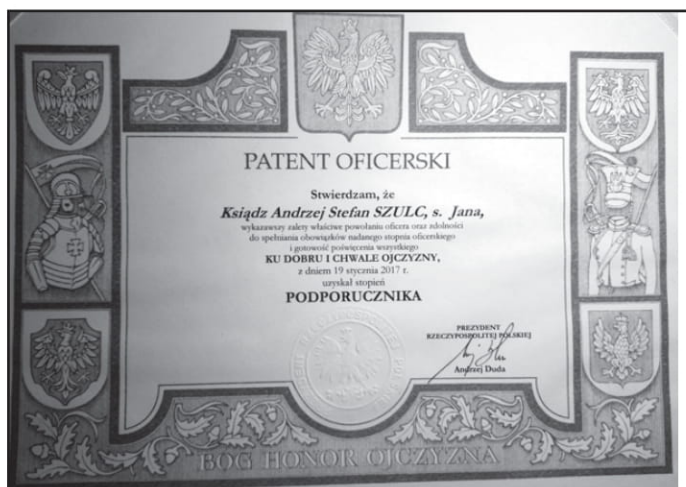 PATENT OFICERSKI
Stwierdzam, że
Ksiądz Andrzej Stefan SZULC, s. Jana,
wykazawszy zalety właściwe powołaniu oficera oraz zdolności
do spełniania obowiązków nadanego stopnia oficerskiego
i gotowość poświęcenia wszystkiego
KU DOBRU I CHWALE OJCZYZNY,
z dniem 19 stycznia 2017 r.
uzyskał stopień
PODPORUCZNIKA
PREZYDENT
RZECZYPOSPOLITEJ POLSKIEJ
Andrzej Duda
BÓG HONOR OJCZYZNA